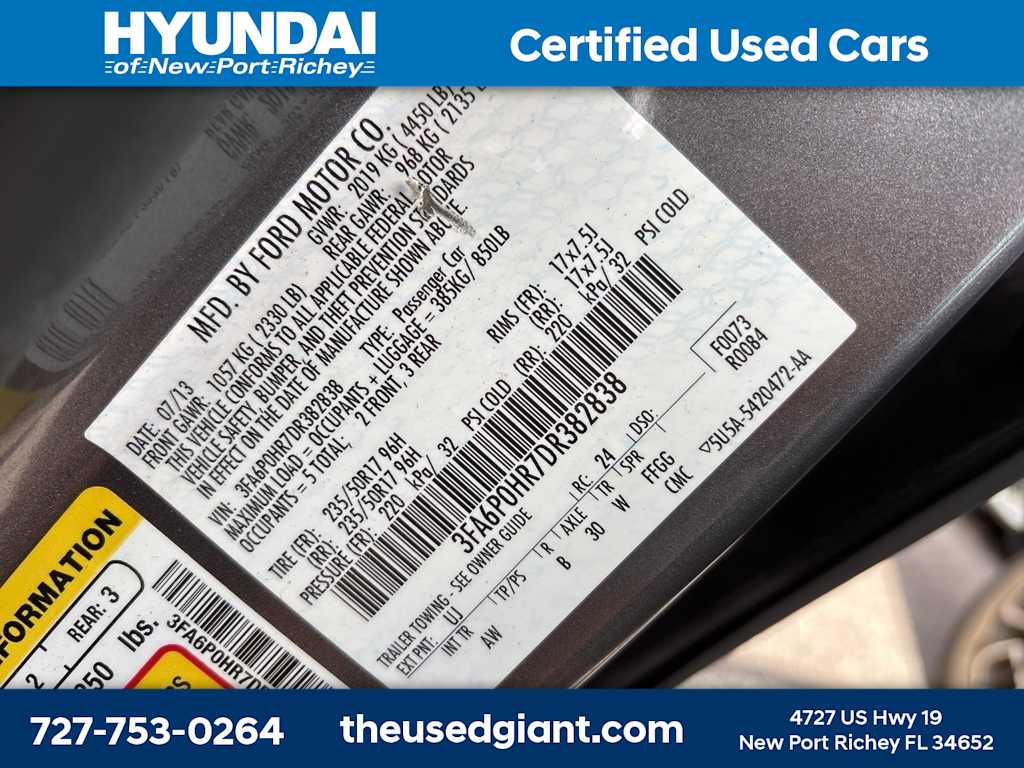 HYUNDAI
of New Port Richey
Certified Used Cars
MFD. BY FORD MOTOR CO.
DATE: 07/13
GVWR: 2019 KG ( 4450 LB)
FRONT GAWR: 1057 KG ( 2330 LB)
REAR GAWR: 968 KG ( 2135
THIS VEHICLE CONFORMS TO ALL APPLICABLE FEDERAL MOTOR
VEHICLE SAFETY, BUMPER, AND THEFT PREVENTION STANDARDS
IN EFFECT ON THE DATE OF MANUFACTURE SHOWN ABOVE
VIN: 3FA6P0HR7DR382838
TYPE: Passenger Car
MAXIMUM LOAD = OCCUPANTS + LUGGAGE = 385KG/ 850LB
OCCUPANTS = 5 TOTAL: 2 FONT, 3 REAR
TIRE (FR): 235/50R17 96H
RIMS (FR): 17x7.5J
(RR): 235/50R17 96H
(RR): 17x7.5J
PRESSURE (FR): 220 kPa/ 32 PSI COLD
(RR): 220 kPa/ 32 PSI COLD
3FA6P0HR7DR382838
F0073
R0084
TRAILER TOWING - SEE OWNER GUIDE
EXT PNT: UJ
RC: 24
DSO:
INT TR
TP/PS
R
AXLE
TR
SPR
AW
B
30
W
FFGG
CMC
5U5A-5420472-AA
FORMATION
2
REAR: 3
lbs.
3FA6P0HR7D
727-753-0264
theusedgiant.com
4727 US Hwy 19
New Port Richey FL 34652